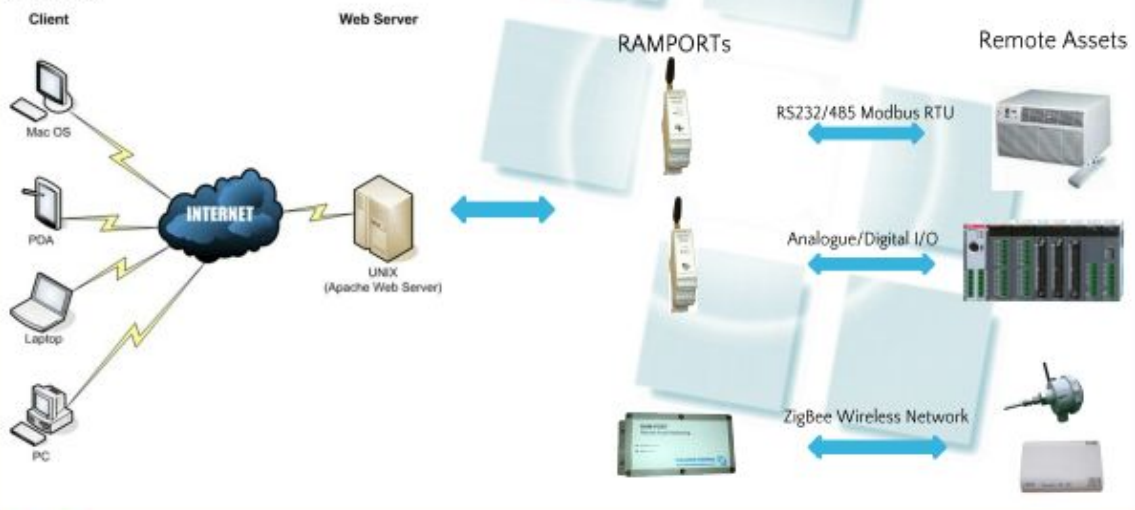 Client
Web Server
RAMPORTs
Remote Assets
Mac OS
RS232/485 Modbus RTU
PDA
INTERNET
Analogue/Digital I/O
UNIX
(Apache Web Server)
Laptop
ZigBee Wireless Network
PC